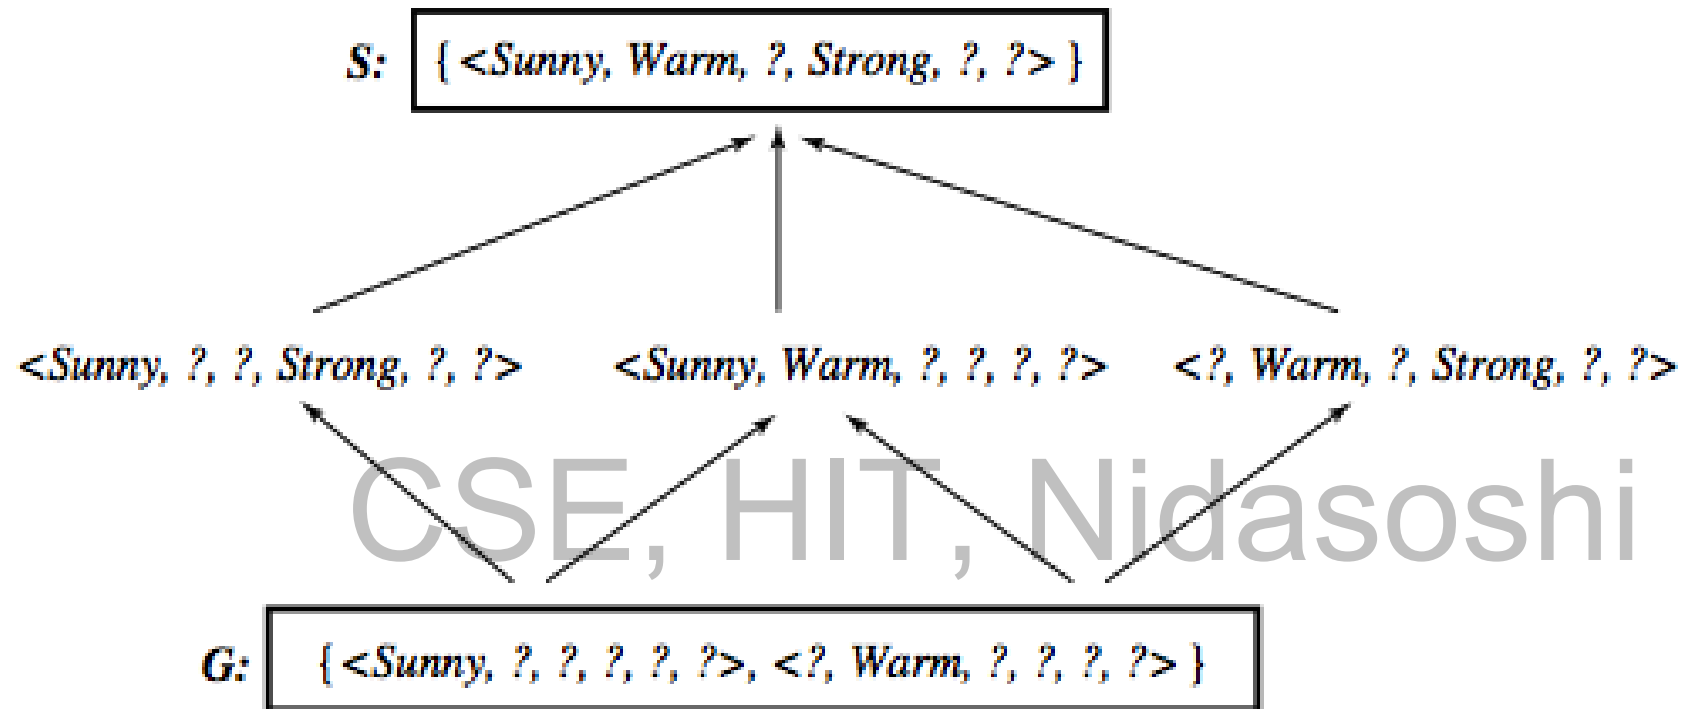 S: { <Sunny, Warm, ?, Strong, ?, ?> }
<Sunny, ?, ?, Strong, ?, ?> <Sunny, Warm, ?, ?, ?, ?> <?, Warm, ?, Strong, ?, ?>
CSE, HIT, Nidasoshi
G: { <Sunny, ?, ?, ?, ?, ?>, <?, Warm, ?, ?, ?, ?> }